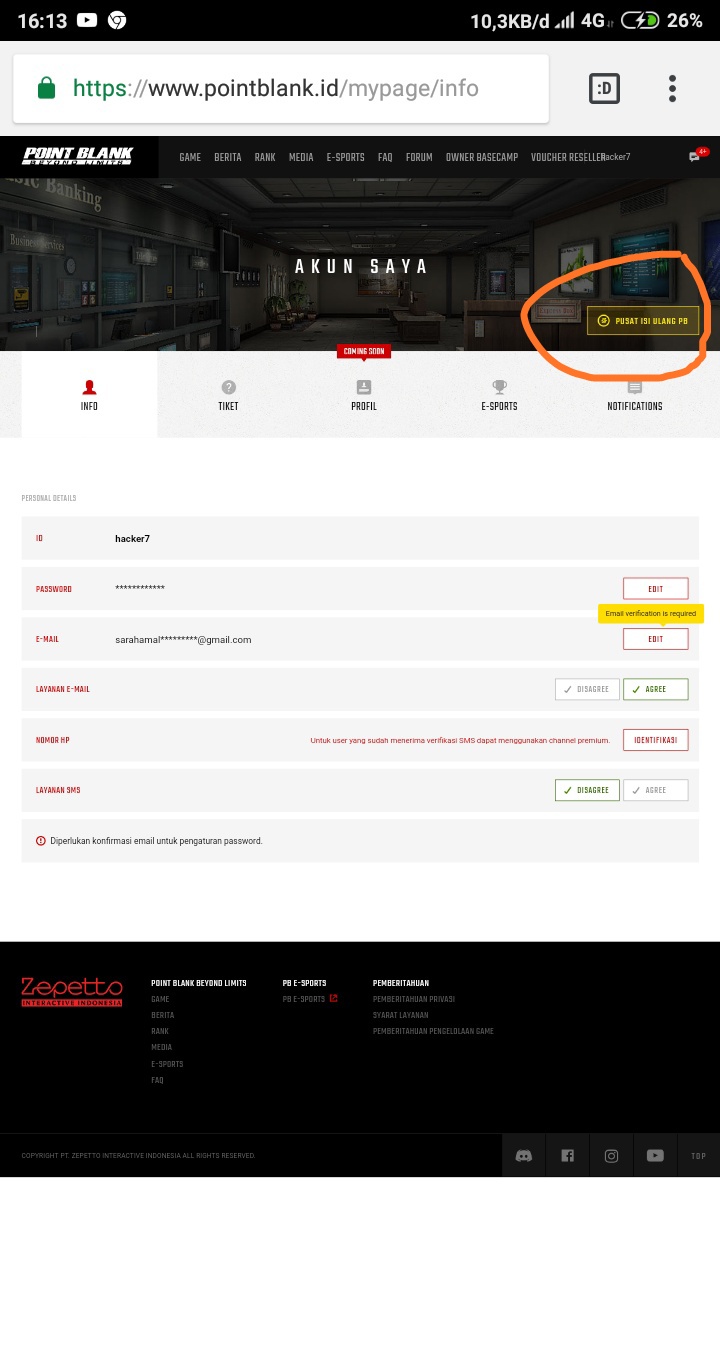 16:13 10,3KB/d 4G 26%
https://www.pointblank.id/mypage/info :D
POINT BLANK
BEYOND LIMITS
GAME BERITA RANK MEDIA E-SPORTS FAQ FORUM OWNER BASECAMP VOUCHER RESELLER hacker7 4+
Basic Banking
Business Services
AKUN SAYA
PUSAT ISI ULANG PB
COMING SOON
INFO TIKET PROFIL E-SPORTS NOTIFICATIONS
PERSONAL DETAILS
ID hacker7
PASSWORD ************ EDIT
Email verification is required
E-MAIL sarahamal*********@gmail.com EDIT
LAYANAN E-MAIL DISAGREE AGREE
NOMOR HP Untuk user yang sudah menerima verifikasi SMS dapat menggunakan channel premium. IDENTIFIKASI
LAYANAN SMS DISAGREE AGREE
Diperlukan konfirmasi email untuk pengaturan password.
Zepetto
INTERACTIVE INDONESIA
POINT BLANK BEYOND LIMITS
GAME
BERITA
RANK
MEDIA
E-SPORTS
FAQ
PB E-SPORTS
PB E-SPORTS
PEMBERITAHUAN
PEMBERITAHUAN PRIVASI
SYARAT LAYANAN
PEMBERITAHUAN PENGELOLAAN GAME
COPYRIGHT PT. ZEPETTO INTERACTIVE INDONESIA ALL RIGHTS RESERVED.
TOP